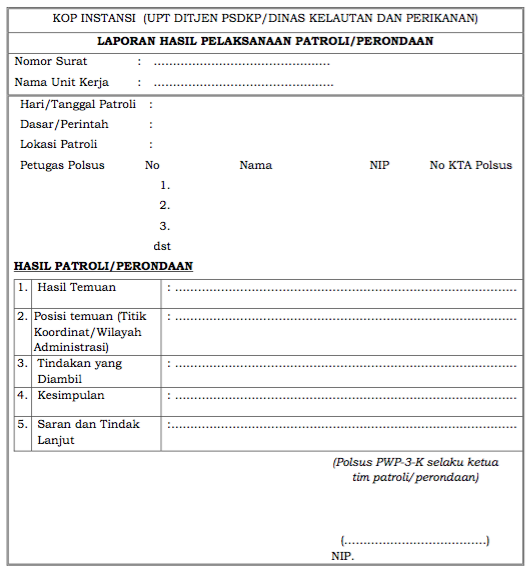 KOP INSTANSI (UPT DITJEN PSDKP/DINAS KELAUTAN DAN PERIKANAN)
LAPORAN HASIL PELAKSANAAN PATROLI/PERONDAAN
Nomor Surat : ..............................................
Nama Unit Kerja : ...............................................
Hari/Tanggal Patroli :
Dasar/Perintah :
Lokasi Patroli :
Petugas Polsus No Nama NIP No KTA Polsus
1.
2.
3.
dst
HASIL PATROLI/PERONDAAN
1. Hasil Temuan : ..........................................................................................
2. Posisi temuan (Titik : ..........................................................................................
Koordinat/Wilayah
Administrasi)
3. Tindakan yang : ..........................................................................................
Diambil
4. Kesimpulan : ..........................................................................................
5. Saran dan Tindak :...........................................................................................
Lanjut
(Polsus PWP-3-K selaku ketua
tim patroli/perondaan)
(.....................................)
NIP.